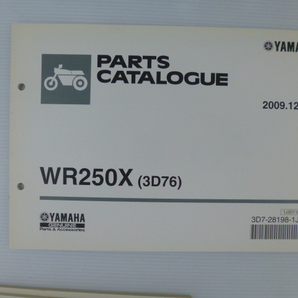 PARTS
CATALOGUE
YAMA
2009.12
WR250X (3D76)
YAMAHA
GENUINE
Parts & Accessories
3D7-28198-1J